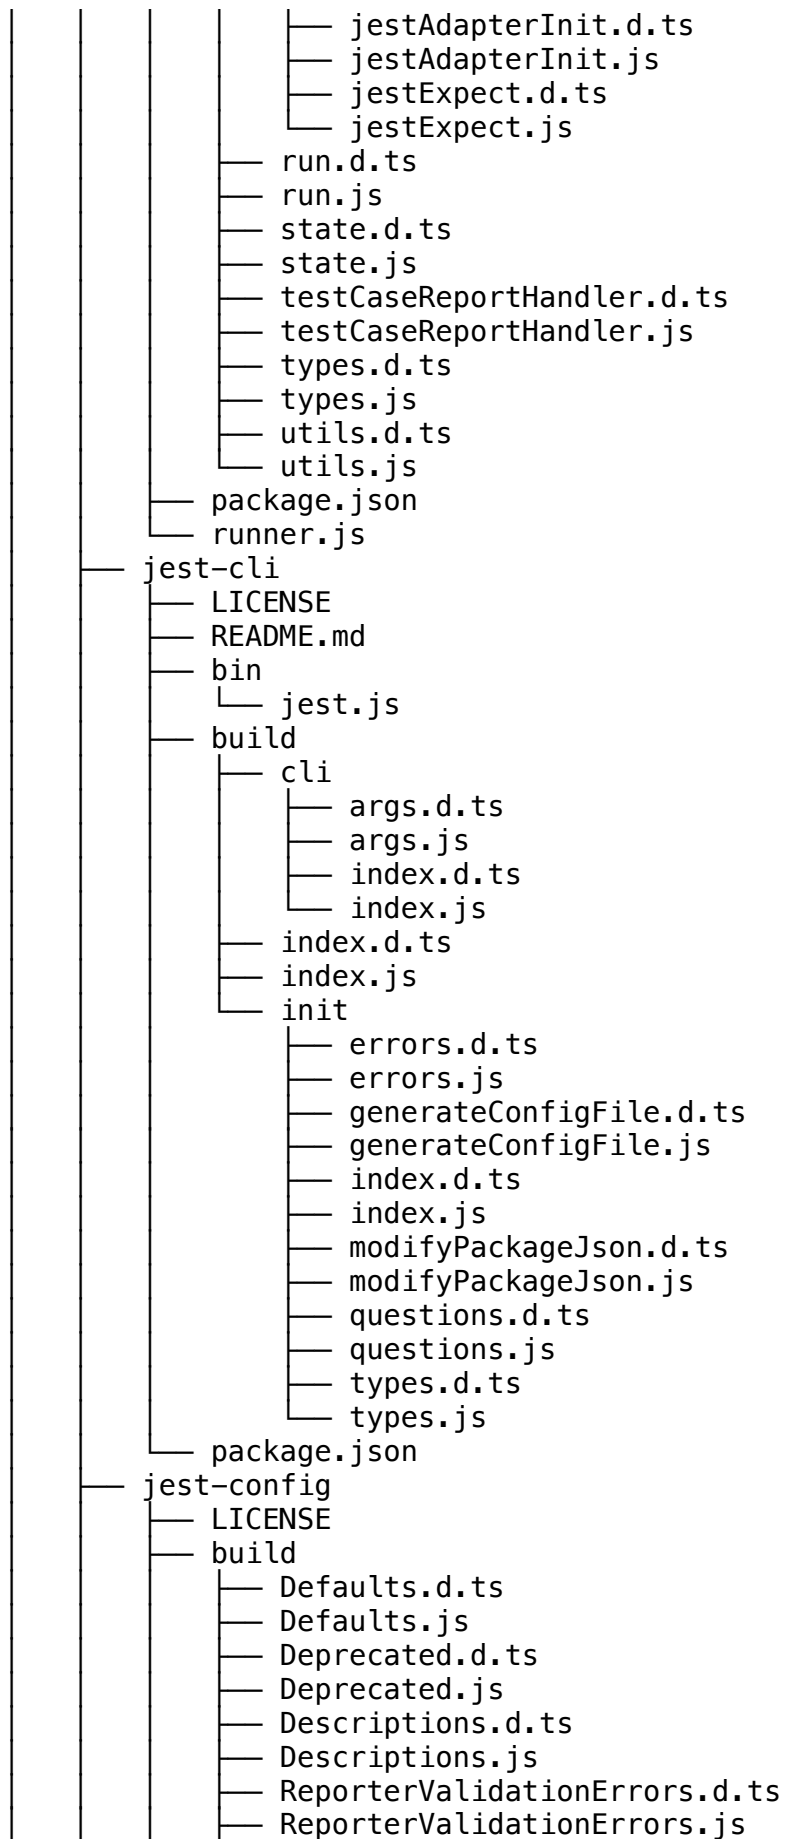 │   │   │   │   ├── jestAdapterInit.d.ts
│   │   │   │   ├── jestAdapterInit.js
│   │   │   │   ├── jestExpect.d.ts
│   │   │   │   └── jestExpect.js
│   │   │   ├── run.d.ts
│   │   │   ├── run.js
│   │   │   ├── state.d.ts
│   │   │   ├── state.js
│   │   │   ├── testCaseReportHandler.d.ts
│   │   │   ├── testCaseReportHandler.js
│   │   │   ├── types.d.ts
│   │   │   ├── types.js
│   │   │   ├── utils.d.ts
│   │   │   └── utils.js
│   │   ├── package.json
│   │   └── runner.js
│   ├── jest-cli
│   │   ├── LICENSE
│   │   ├── README.md
│   │   ├── bin
│   │   │   └── jest.js
│   │   ├── build
│   │   │   ├── cli
│   │   │   │   ├── args.d.ts
│   │   │   │   ├── args.js
│   │   │   │   ├── index.d.ts
│   │   │   │   └── index.js
│   │   │   ├── index.d.ts
│   │   │   ├── index.js
│   │   │   └── init
│   │   │       ├── errors.d.ts
│   │   │       ├── errors.js
│   │   │       ├── generateConfigFile.d.ts
│   │   │       ├── generateConfigFile.js
│   │   │       ├── index.d.ts
│   │   │       ├── index.js
│   │   │       ├── modifyPackageJson.d.ts
│   │   │       ├── modifyPackageJson.js
│   │   │       ├── questions.d.ts
│   │   │       ├── questions.js
│   │   │       ├── types.d.ts
│   │   │       └── types.js
│   │   └── package.json
│   ├── jest-config
│   │   ├── LICENSE
│   │   ├── build
│   │   │   ├── Defaults.d.ts
│   │   │   ├── Defaults.js
│   │   │   ├── Deprecated.d.ts
│   │   │   ├── Deprecated.js
│   │   │   ├── Descriptions.d.ts
│   │   │   ├── Descriptions.js
│   │   │   ├── ReporterValidationErrors.d.ts
│   │   │   ├── ReporterValidationErrors.js